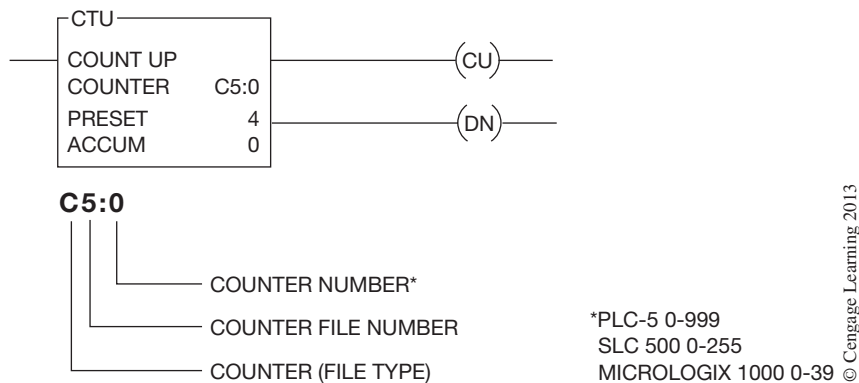 CTU
COUNT UP
COUNTER C5:0
PRESET 4
ACCUM 0
(CU)
(DN)
C5:0
COUNTER NUMBER*
COUNTER FILE NUMBER
COUNTER (FILE TYPE)
*PLC-5 0-999
SLC 500 0-255
MICROLOGIX 1000 0-39
© Cengage Learning 2013